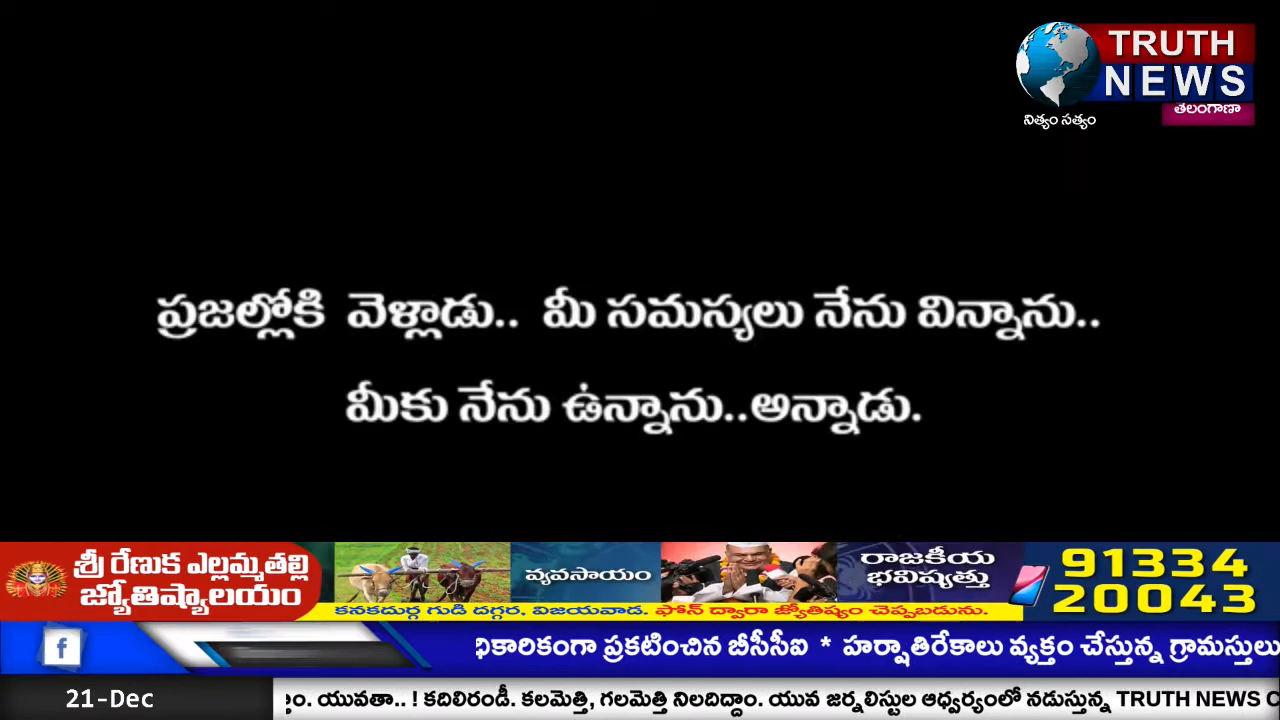 TRUTH
NEWS
తెలంగాణా
నిత్యం సత్యం
ప్రజల్లోకి వెళ్లాడు.. మీ సమస్యలు నేను విన్నాను..
మీకు నేను ఉన్నాను..అన్నాడు.
శ్రీ రేణుక ఎల్లమ్మతల్లి
జ్యోతిష్యాలయం
వ్యవసాయం
రాజకీయ
భవిష్యత్తు
91334
20043
కనకదుర్గ గుడి దగ్గర, విజయవాడ. ఫోన్ ద్వారా జ్యోతిష్యం చెప్పబడును.
f
ధికారికంగా ప్రకటించిన బీసీసీఐ * హర్షాతిరేకాలు వ్యక్తం చేస్తున్న గ్రామస్తులు
21-Dec
యువతా.. ! కదిలిరండీ. కలమెత్తి, గలమెత్తి నిలదిద్దాం. యువ జర్నలిస్టుల ఆధ్వర్యంలో నడుస్తున్న TRUTH NEWS